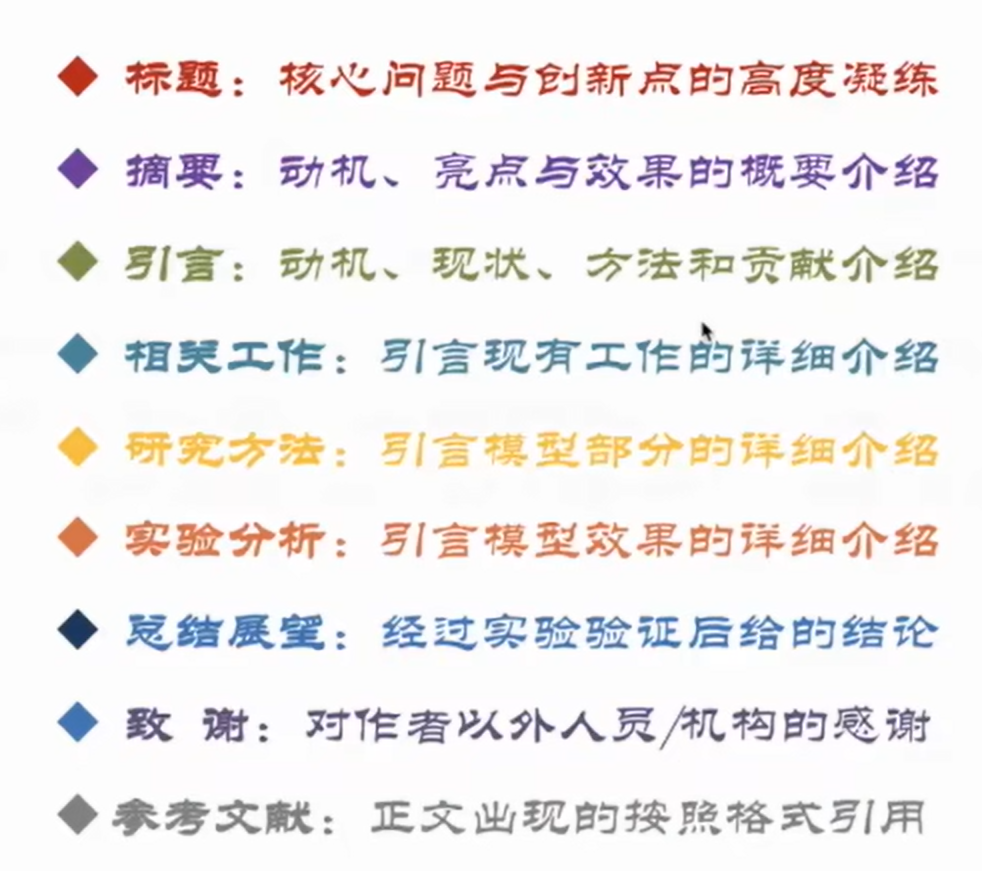 标题：核心问题与创新点的高度凝练
摘要：动机、亮点与效果的概要介绍
引言：动机、现状、方法和贡献介绍
相关工作：引言现有工作的详细介绍
研究方法：引言模型部分的详细介绍
实验分析：引言模型效果的详细介绍
总结展望：经过实验验证后给的结论
致 谢：对作者以外人员/机构的感谢
参考文献：正文出现的按照格式引用